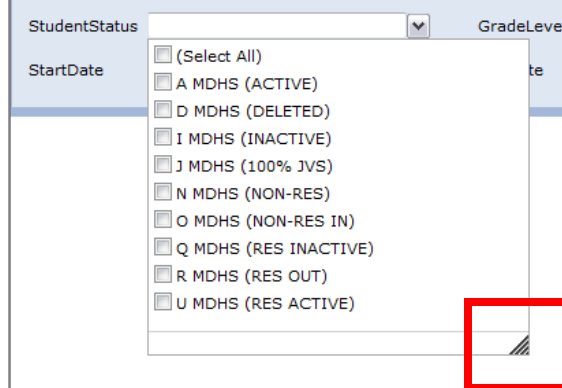 StudentStatus GradeLeve
(Select All)
StartDate te
A MDHS (ACTIVE)
D MDHS (DELETED)
I MDHS (INACTIVE)
J MDHS (100% JVS)
N MDHS (NON-RES)
O MDHS (NON-RES IN)
Q MDHS (RES INACTIVE)
R MDHS (RES OUT)
U MDHS (RES ACTIVE)